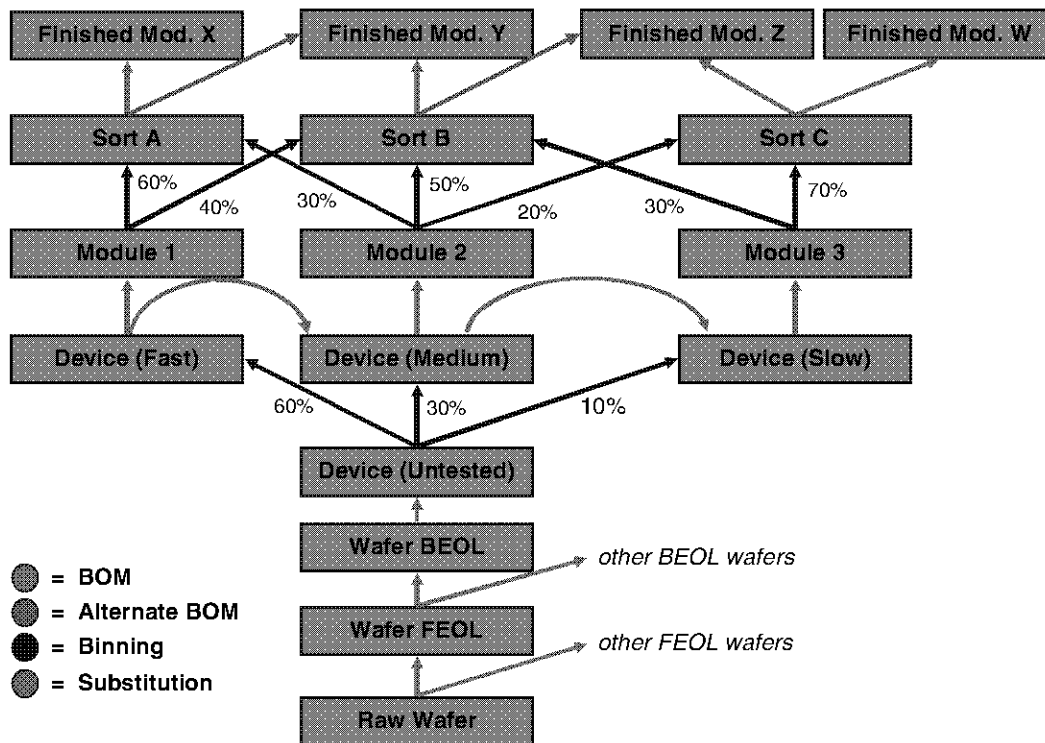 Finished Mod. X
Finished Mod. Y
Finished Mod. Z
Finished Mod. W
Sort A
Sort B
Sort C
60%
40%
30%
50%
20%
30%
70%
Module 1
Module 2
Module 3
Device (Fast)
Device (Medium)
Device (Slow)
60%
30%
10%
Device (Untested)
Wafer BEOL
other BEOL wafers
Wafer FEOL
other FEOL wafers
Raw Wafer
= BOM
= Alternate BOM
= Binning
= Substitution